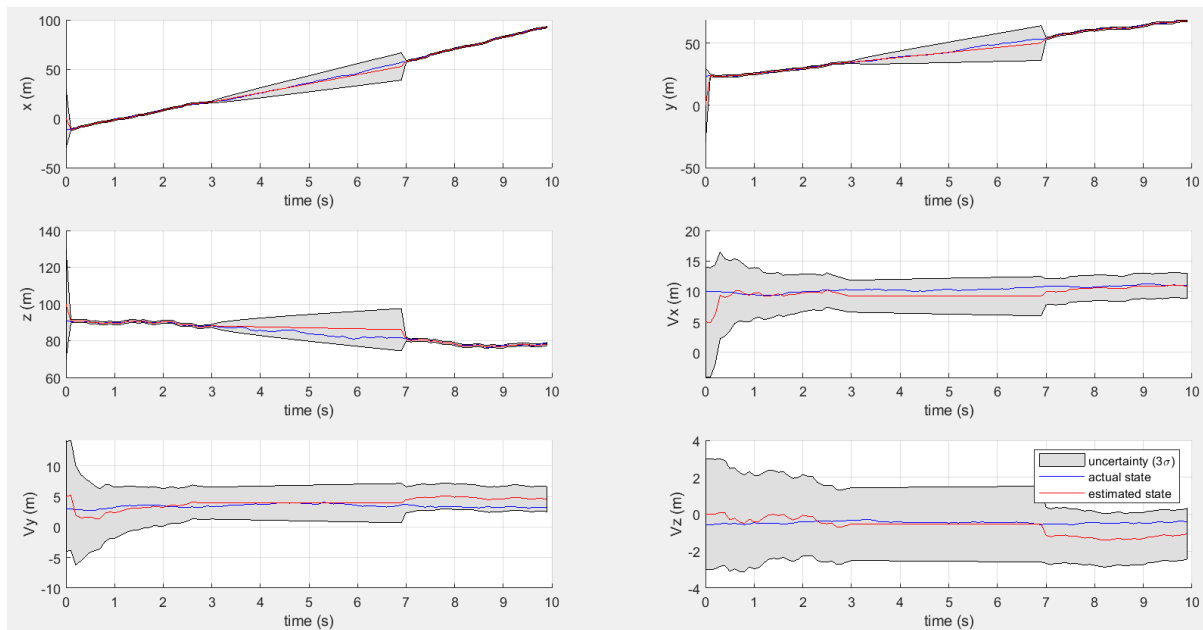 100
50
0
-50
x (m)
0 1 2 3 4 5 6 7 8 9 10
time (s)
50
0
-50
y (m)
0 1 2 3 4 5 6 7 8 9 10
time (s)
140
120
100
80
60
z (m)
0 1 2 3 4 5 6 7 8 9 10
time (s)
20
15
10
5
0
Vx (m)
0 1 2 3 4 5 6 7 8 9 10
time (s)
10
5
0
-5
-10
Vy (m)
0 1 2 3 4 5 6 7 8 9 10
time (s)
4
2
0
-2
-4
Vz (m)
0 1 2 3 4 5 6 7 8 9 10
time (s)
uncertainty (3σ)
actual state
estimated state